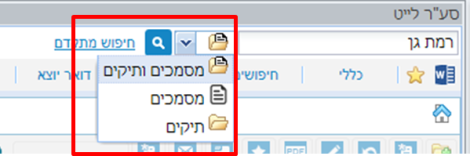 סע"ר לייט
רמת גן
חיפוש מתקדם
כללי
חיפושי
דואר יוצא
מסמכים ותיקים
מסמכים
תיקים